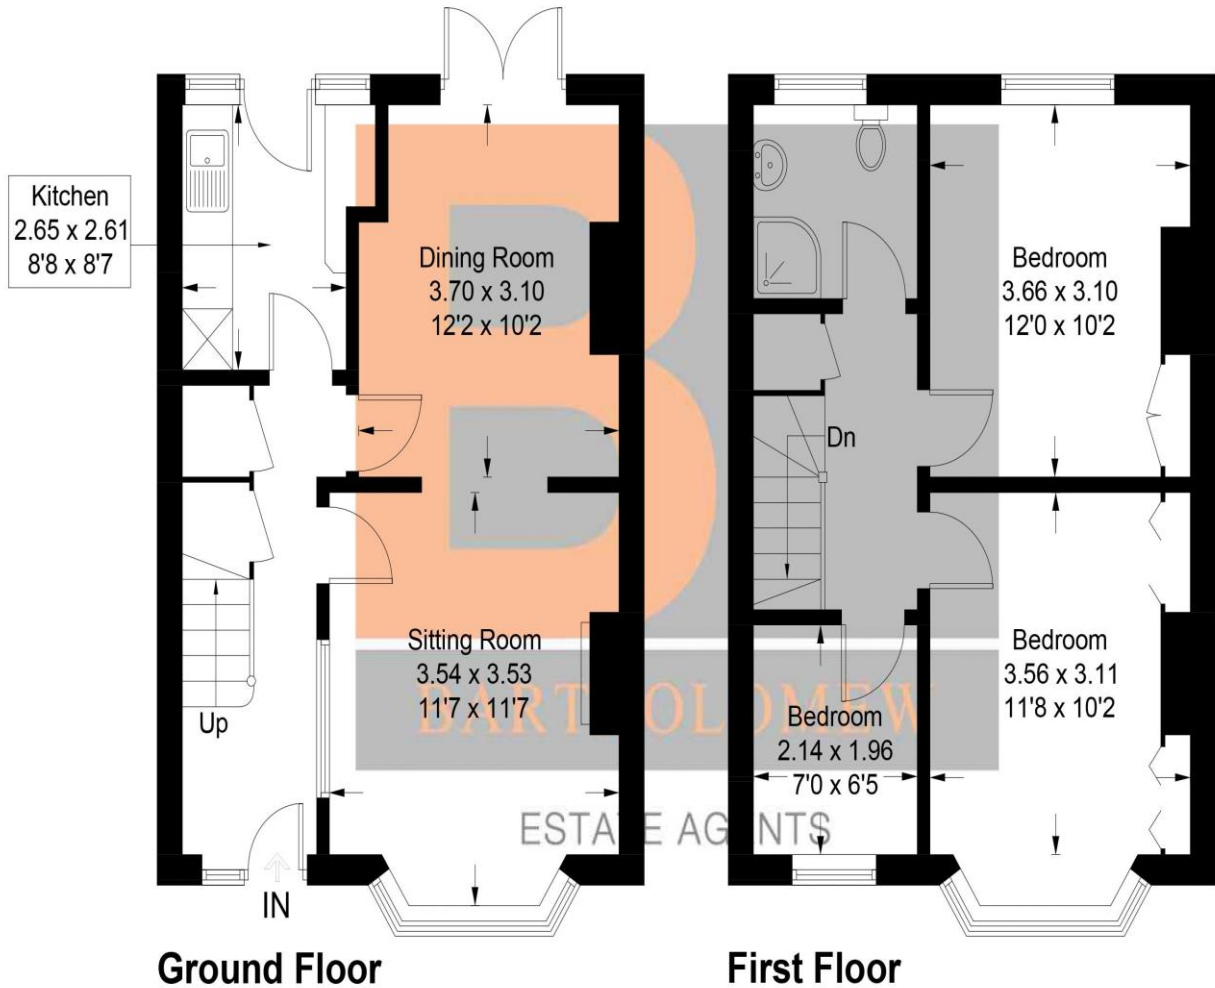 Kitchen
2.65 x 2.61
8'8 x 8'7
Dining Room
3.70 x 3.10
12'2 x 10'2
Sitting Room
3.54 x 3.53
11'7 x 11'7
Up
IN
Ground Floor
Bedroom
3.66 x 3.10
12'0 x 10'2
Dn
Bedroom
3.56 x 3.11
11'8 x 10'2
Bedroom
2.14 x 1.96
7'0 x 6'5
First Floor
BARTHOLOMEW
ESTATE AGENTS